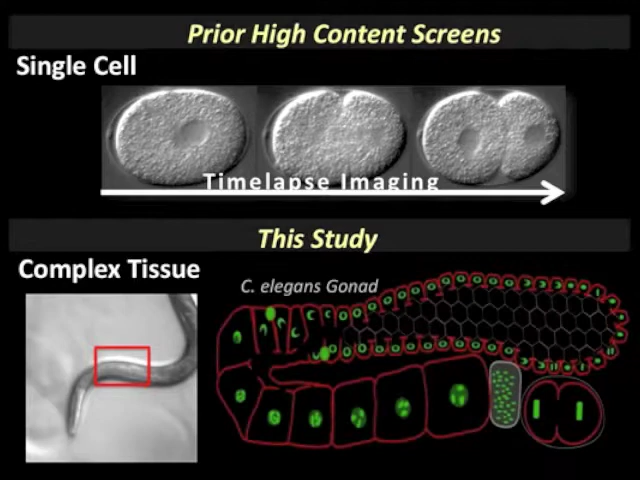 Prior High Content Screens
Single Cell
Timelapse Imaging
This Study
Complex Tissue
C. elegans Gonad